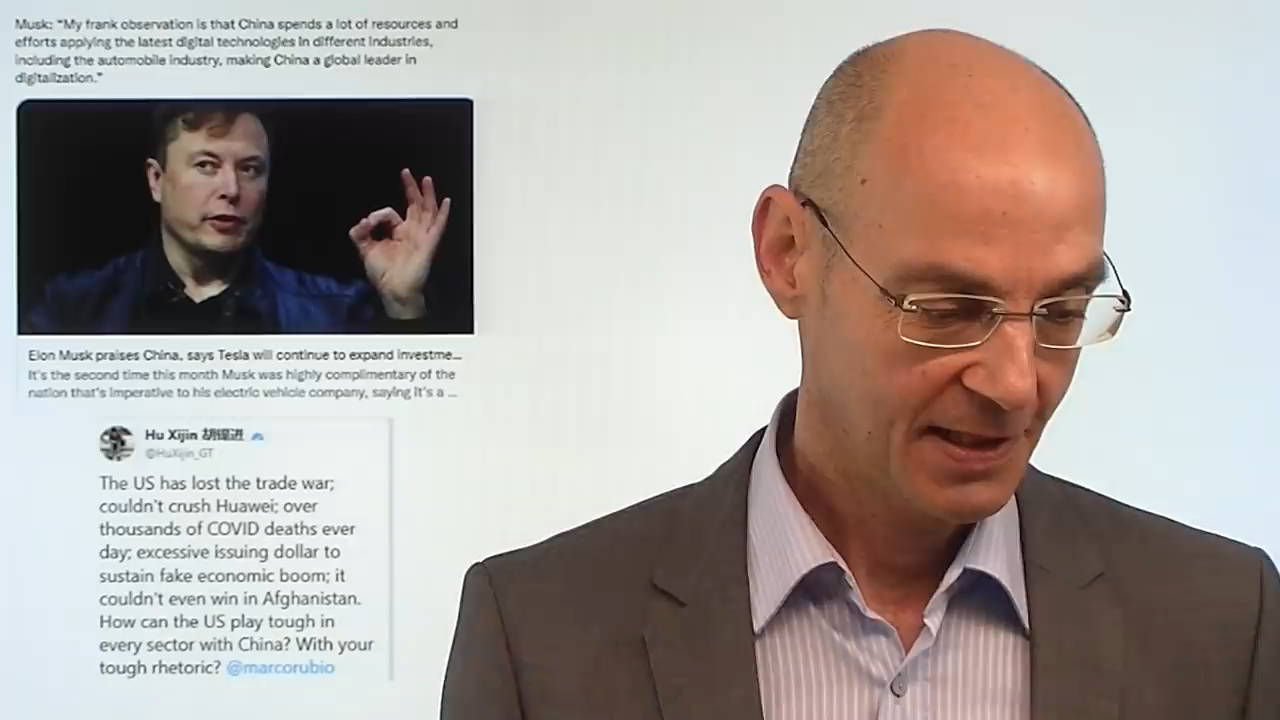 Musk: "My frank observation is that China spends a lot of resources and
efforts applying the latest digital technologies in different industries,
including the automobile industry, making China a global leader in
digitalization."
Elon Musk praises China, says Tesla will continue to expand investme...
It's the second time this month Musk was highly complimentary of the
nation that's imperative to his electric vehicle company, saying it's a ...
Hu Xijin 胡锡进
@HuXijin_GT
The US has lost the trade war;
couldn't crush Huawei; over
thousands of COVID deaths ever
day; excessive issuing dollar to
sustain fake economic boom; it
couldn't even win in Afghanistan.
How can the US play tough in
every sector with China? With your
tough rhetoric? @marcorubio